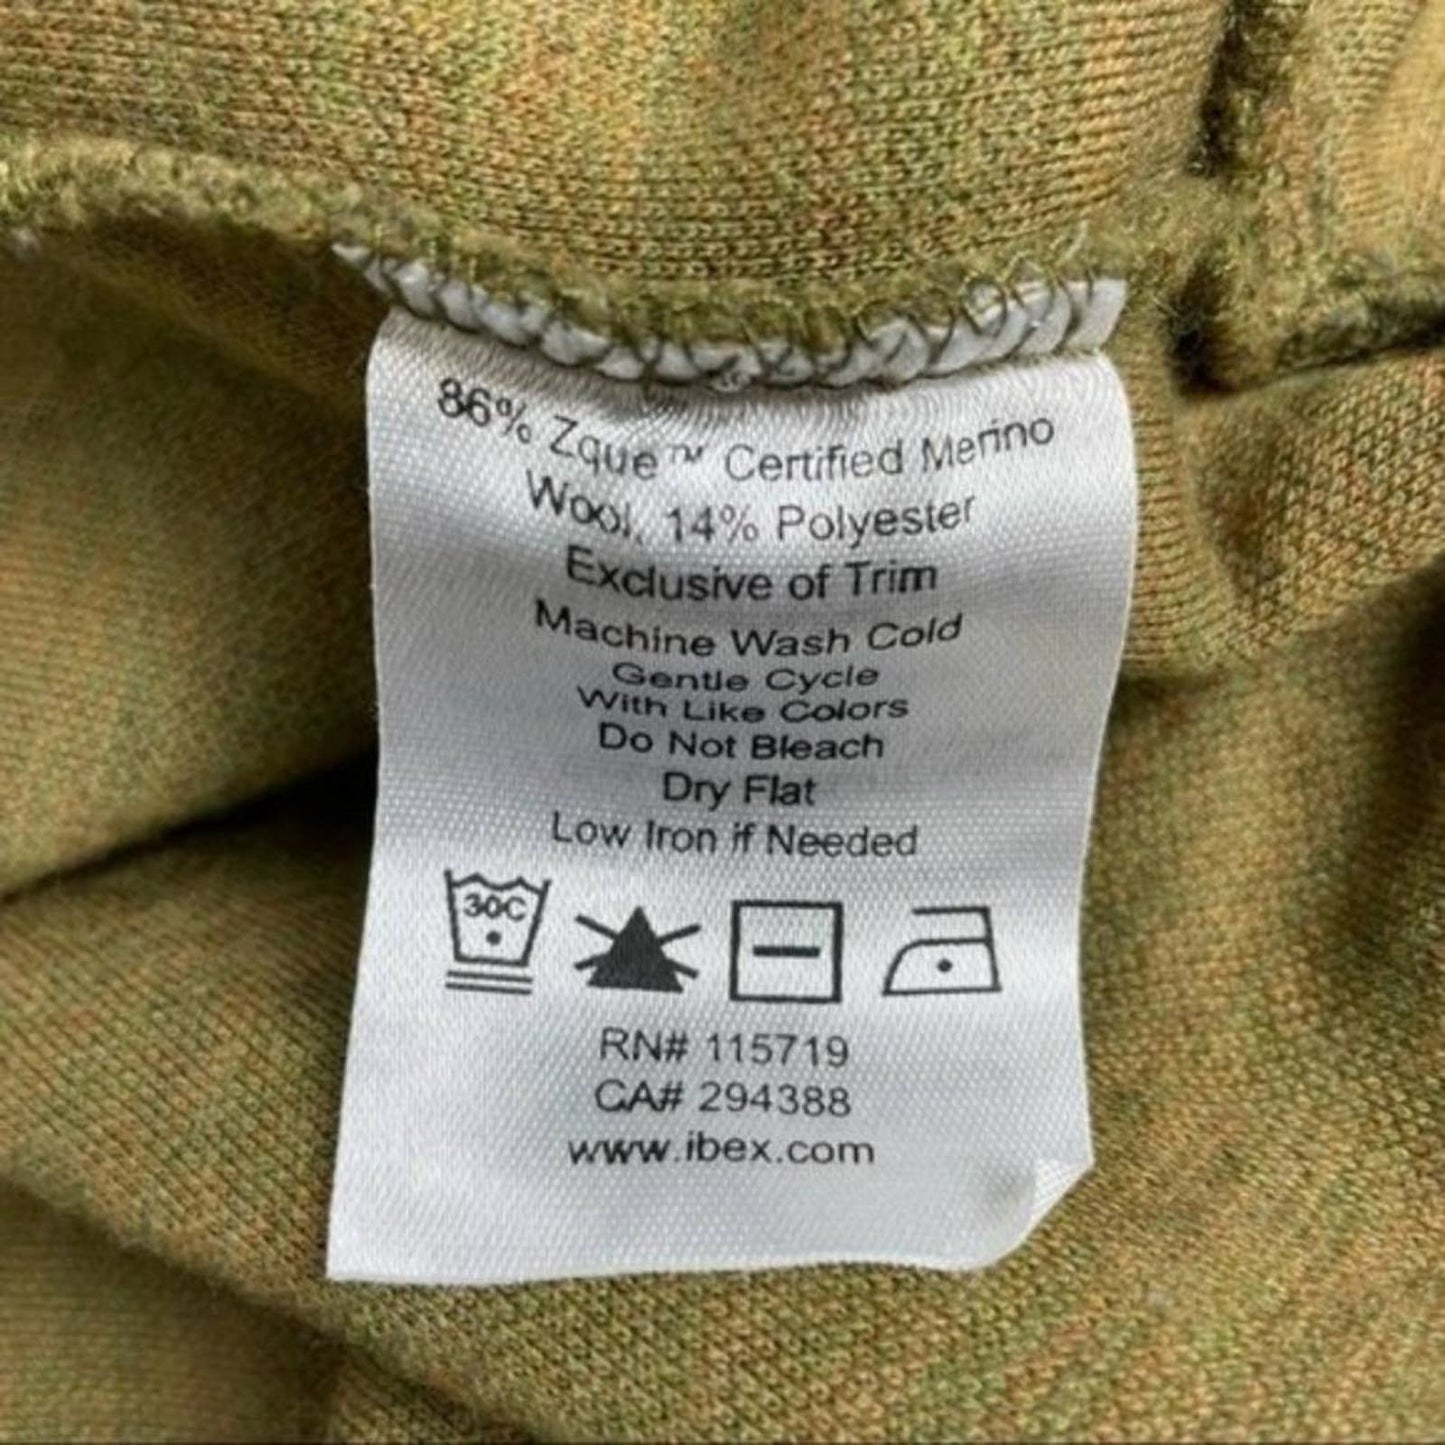 86% Zque™ Certified Merino
Wool, 14% Polyester
Exclusive of Trim
Machine Wash Cold
Gentle Cycle
With Like Colors
Do Not Bleach
Dry Flat
Low Iron if Needed
30C
RN# 115719
CA# 294388
www.ibex.com